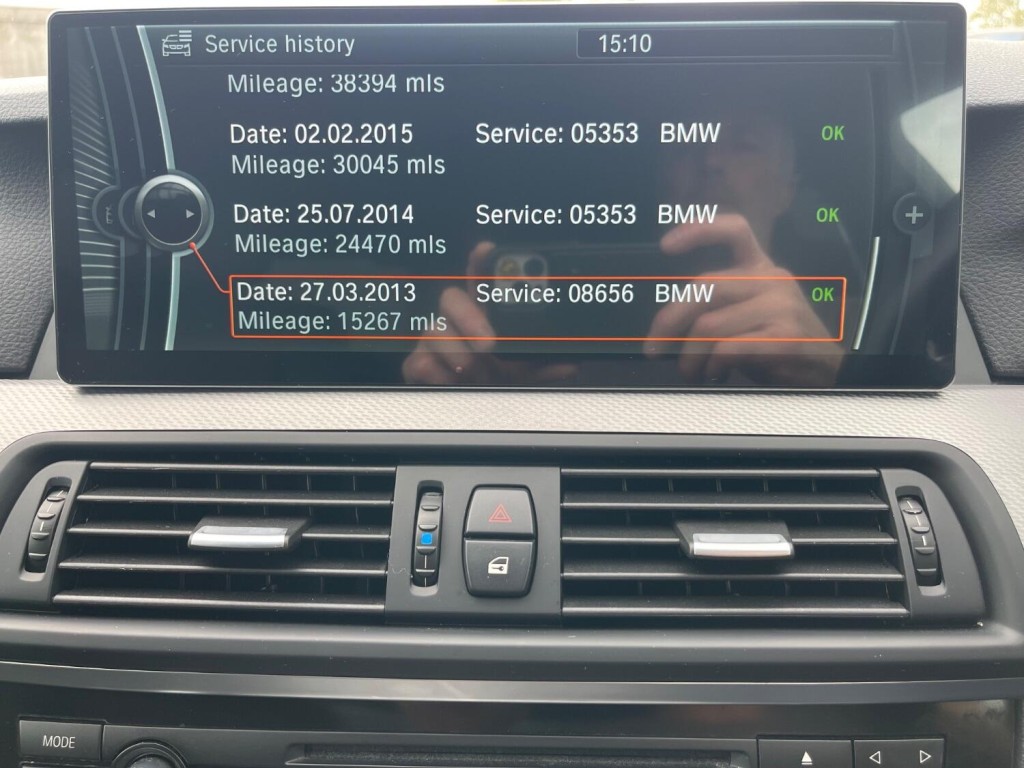 Service history
15:10
Mileage: 38394 mls
Date: 02.02.2015 Service: 05353 BMW OK
Mileage: 30045 mls
Date: 25.07.2014 Service: 05353 BMW OK
Mileage: 24470 mls
Date: 27.03.2013 Service: 08656 BMW OK
Mileage: 15267 mls
MODE